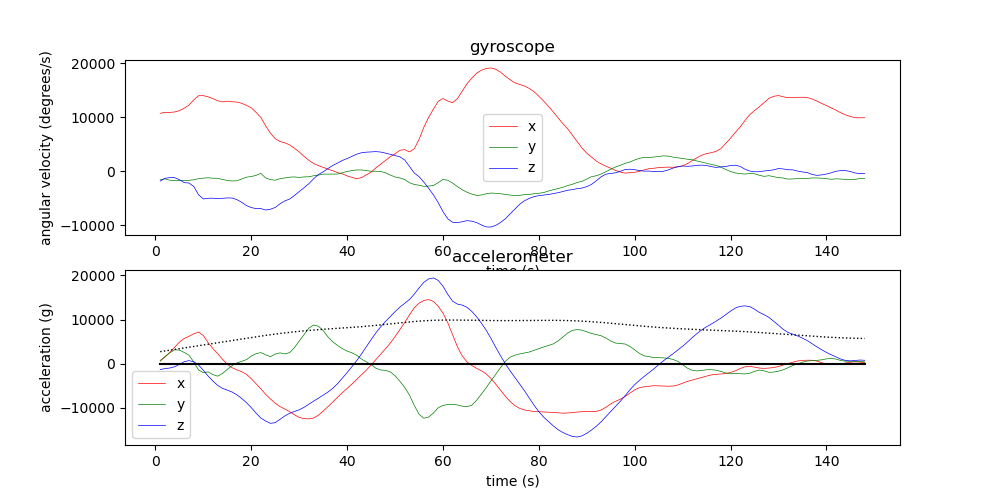 gyroscope
angular velocity (degrees/s)
20000
10000
0
−10000
x
y
z
0 20 40 60 80 100 120 140
time (s)
accelerometer
acceleration (g)
20000
10000
0
−10000
x
y
z
0 20 40 60 80 100 120 140
time (s)